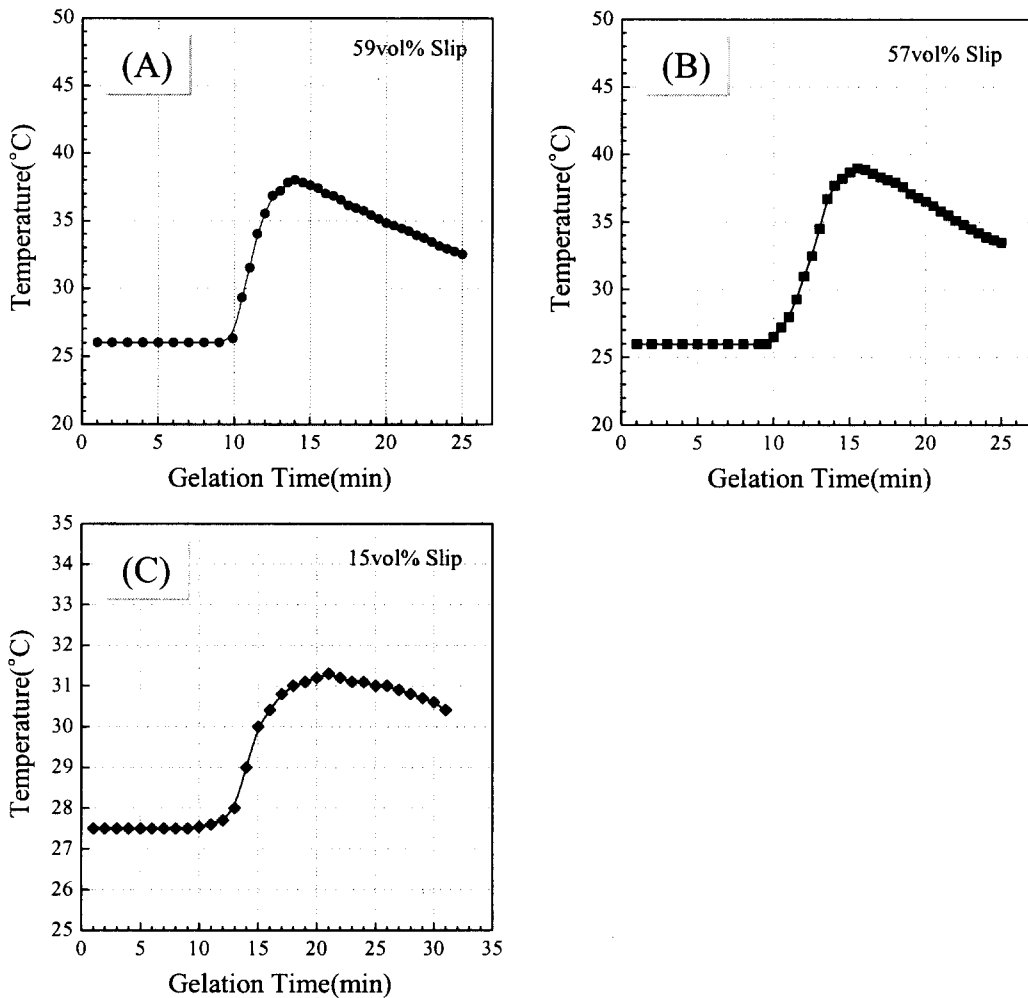 50
45
40
35
30
25
20
Temperature(°C)
(A)
59vol% Slip
0 5 10 15 20 25
Gelation Time(min)
50
45
40
35
30
25
20
Temperature(°C)
(B)
57vol% Slip
0 5 10 15 20 25
Gelation Time(min)
35
34
33
32
31
30
29
28
27
26
25
Temperature(°C)
(C)
15vol% Slip
0 5 10 15 20 25 30 35
Gelation Time(min)